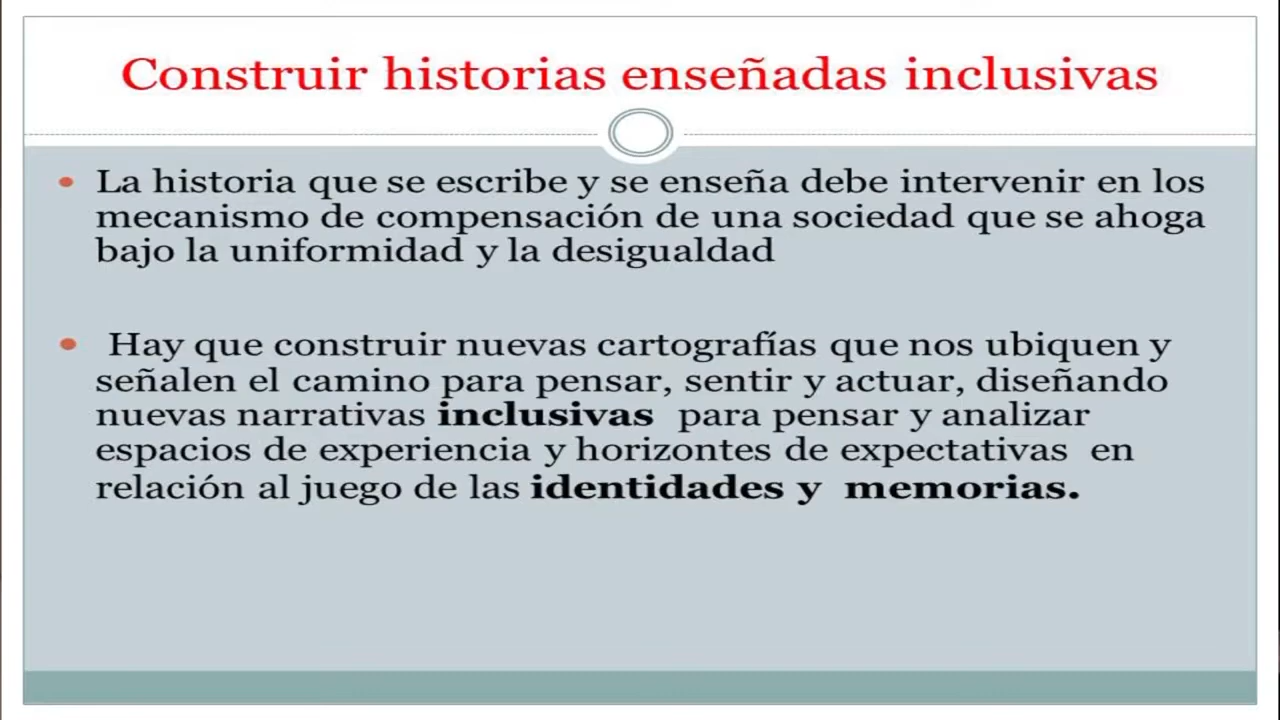 Construir historias enseñadas inclusivas
• La historia que se escribe y se enseña debe intervenir en los
mecanismo de compensación de una sociedad que se ahoga
bajo la uniformidad y la desigualdad
• Hay que construir nuevas cartografías que nos ubiquen y
señalen el camino para pensar, sentir y actuar, diseñando
nuevas narrativas inclusivas para pensar y analizar
espacios de experiencia y horizontes de expectativas en
relación al juego de las identidades y memorias.